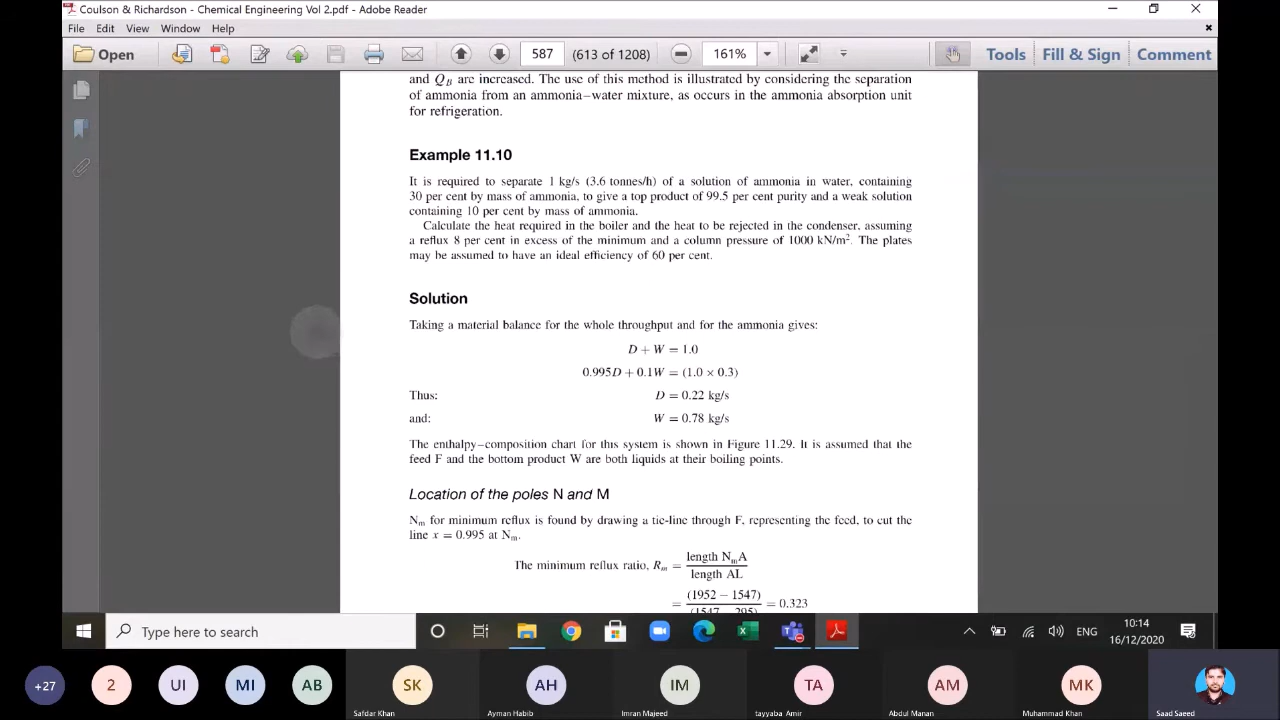 Coulson & Richardson - Chemical Engineering Vol 2.pdf - Adobe Reader
File Edit View Window Help
Open 587 (613 of 1208) 161% Tools Fill & Sign Comment
and Q_B are increased. The use of this method is illustrated by considering the separation
of ammonia from an ammonia–water mixture, as occurs in the ammonia absorption unit
for refrigeration.
Example 11.10
It is required to separate 1 kg/s (3.6 tonnes/h) of a solution of ammonia in water, containing
30 per cent by mass of ammonia, to give a top product of 99.5 per cent purity and a weak solution
containing 10 per cent by mass of ammonia.
Calculate the heat required in the boiler and the heat to be rejected in the condenser, assuming
a reflux 8 per cent in excess of the minimum and a column pressure of 1000 kN/m². The plates
may be assumed to have an ideal efficiency of 60 per cent.
Solution
Taking a material balance for the whole throughput and for the ammonia gives:
D + W = 1.0
0.995D + 0.1W = (1.0 × 0.3)
Thus: D = 0.22 kg/s
and: W = 0.78 kg/s
The enthalpy–composition chart for this system is shown in Figure 11.29. It is assumed that the
feed F and the bottom product W are both liquids at their boiling points.
Location of the poles N and M
N_m for minimum reflux is found by drawing a tie-line through F, representing the feed, to cut the
line x = 0.995 at N_m.
The minimum reflux ratio, R_m = length N_mA
length AL
= (1952 − 1547)
(1547 − 295) = 0.323
Type here to search
ENG
10:14
16/12/2020
+27 2 UI MI AB SK AH IM TA AM MK
Safdar Khan Ayman Habib Imran Majeed tayyaba Amir Abdul Manan Muhammad Khan Saad Saeed